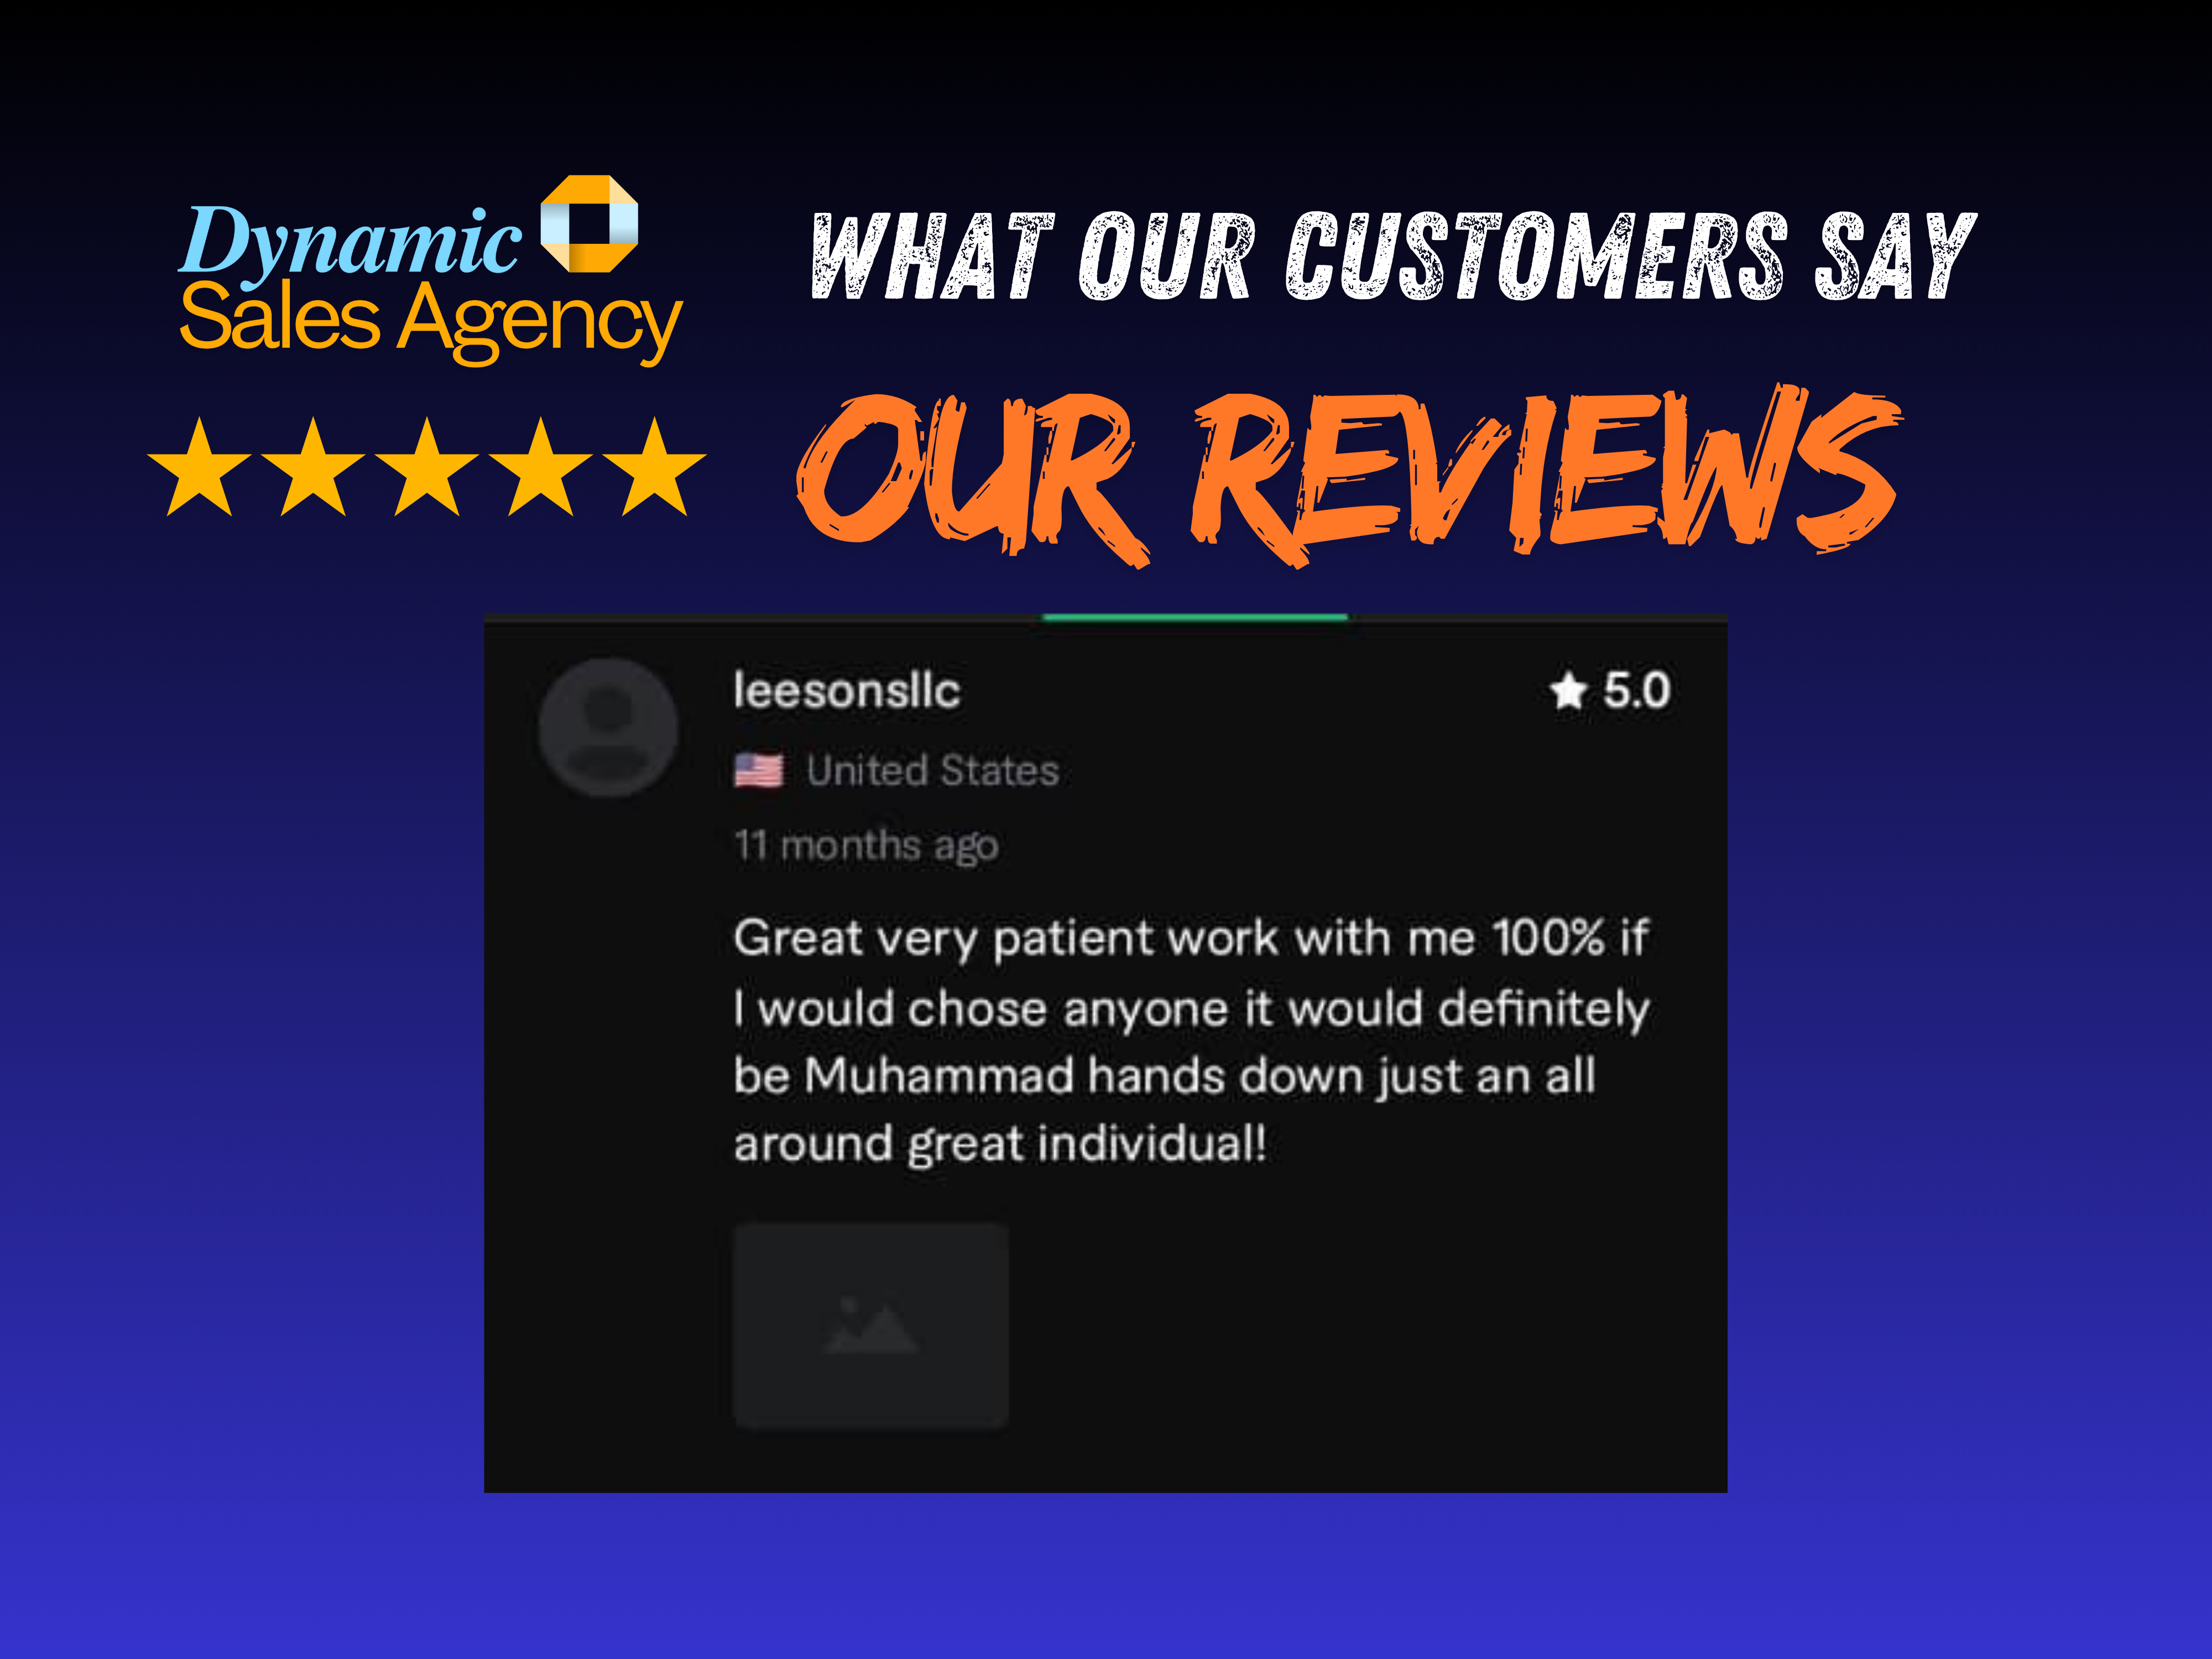 Dynamic
Sales Agency
WHAT OUR CUSTOMERS SAY
OUR REVIEWS
leesonsllc
5.0
United States
11 months ago
Great very patient work with me 100% if
I would chose anyone it would definitely
be Muhammad hands down just an all
around great individual!